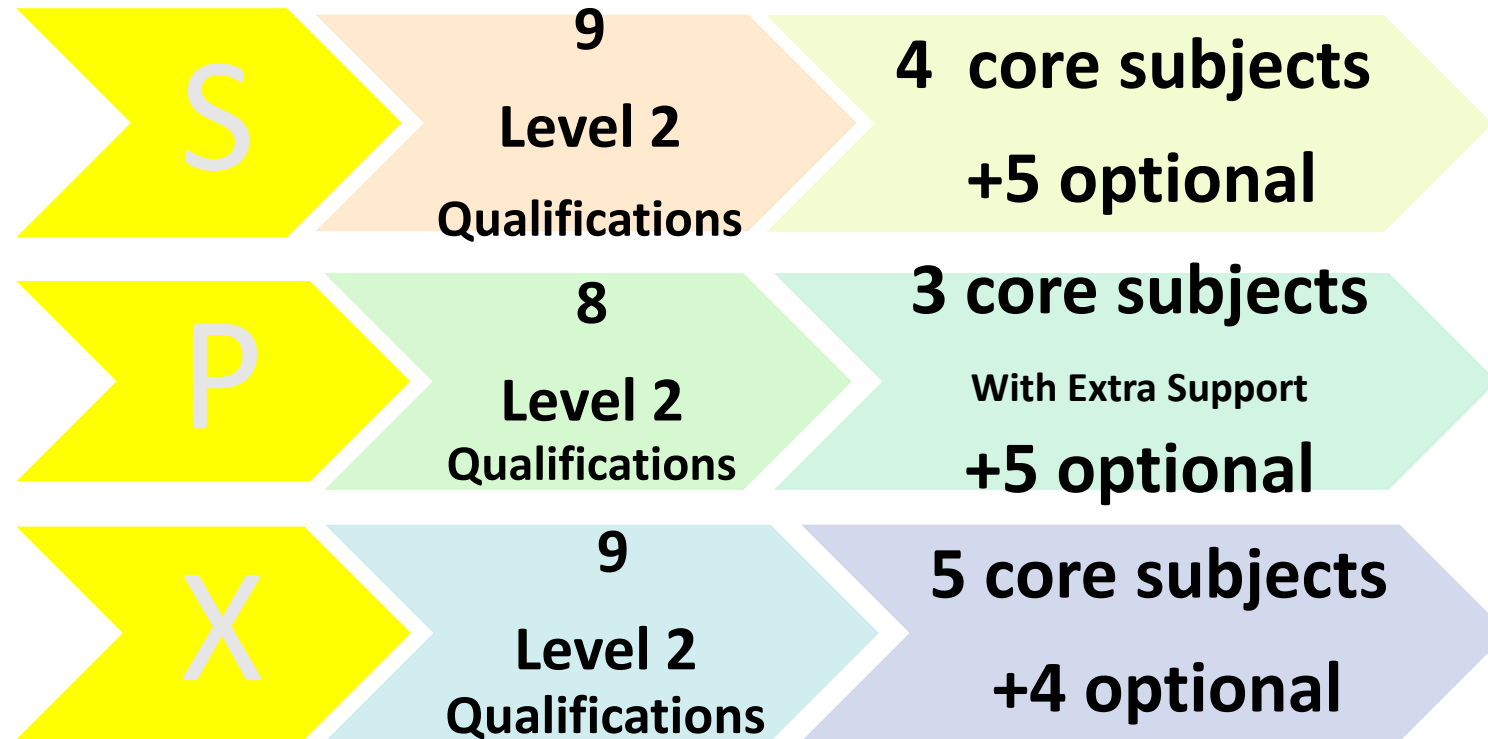 S
9
Level 2
Qualifications
4 core subjects
+5 optional
P
8
Level 2
Qualifications
3 core subjects
With Extra Support
+5 optional
X
9
Level 2
Qualifications
5 core subjects
+4 optional